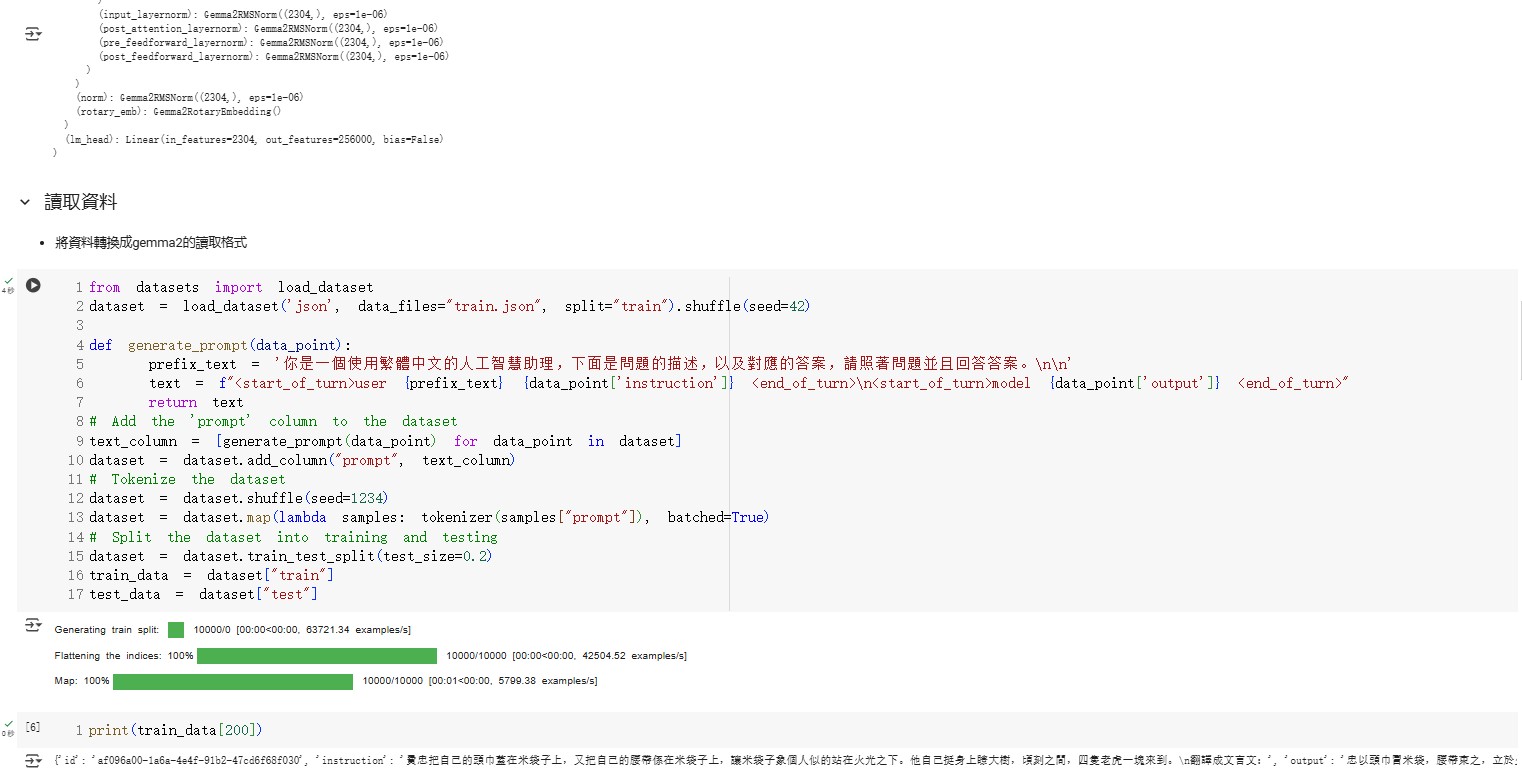 )
(input_layernorm): Gemma2RMSNorm((2304,), eps=1e-06)
(post_attention_layernorm): Gemma2RMSNorm((2304,), eps=1e-06)
(pre_feedforward_layernorm): Gemma2RMSNorm((2304,), eps=1e-06)
(post_feedforward_layernorm): Gemma2RMSNorm((2304,), eps=1e-06)
)
)
(norm): Gemma2RMSNorm((2304,), eps=1e-06)
(rotary_emb): Gemma2RotaryEmbedding()
)
(lm_head): Linear(in_features=2304, out_features=256000, bias=False)
)
讀取資料
• 將資料轉換成gemma2的讀取格式
4秒
1 from datasets import load_dataset
2 dataset = load_dataset('json', data_files="train.json", split="train").shuffle(seed=42)
3
4 def generate_prompt(data_point):
5 prefix_text = '你是一個使用繁體中文的人工智慧助理，下面是問題的描述，以及對應的答案，請照著問題並且回答答案。\n\n'
6 text = f"<start_of_turn>user {prefix_text} {data_point['instruction']} <end_of_turn>\n<start_of_turn>model {data_point['output']} <end_of_turn>"
7 return text
8 # Add the 'prompt' column to the dataset
9 text_column = [generate_prompt(data_point) for data_point in dataset]
10 dataset = dataset.add_column("prompt", text_column)
11 # Tokenize the dataset
12 dataset = dataset.shuffle(seed=1234)
13 dataset = dataset.map(lambda samples: tokenizer(samples["prompt"]), batched=True)
14 # Split the dataset into training and testing
15 dataset = dataset.train_test_split(test_size=0.2)
16 train_data = dataset["train"]
17 test_data = dataset["test"]
Generating train split: 10000/0 [00:00<00:00, 63721.34 examples/s]
Flattening the indices: 100% 10000/10000 [00:00<00:00, 42504.52 examples/s]
Map: 100% 10000/10000 [00:01<00:00, 5799.38 examples/s]
0秒
[6] 1 print(train_data[200])
{'id': 'af096a00-1a6a-4e4f-91b2-47cd6f68f030', 'instruction': '費忠把自己的頭巾蓋在米袋子上，又把自己的腰帶係在米袋子上，讓米袋子象個人似的站在火光之下。他自己挺身上瞭大樹，頃刻之間，四隻老虎一塊來到。\n翻譯成文言文：', 'output': '忠以頭巾冒米袋，腰帶束之，立於